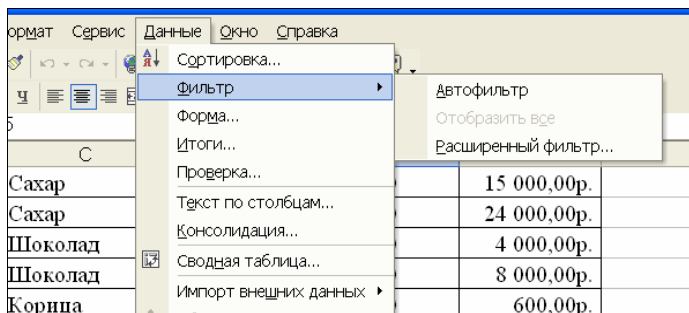 ормат Сервис Данные Окно Справка
Сортировка...
Ч Фильтр Автофильтр
Форма... Отобразить все
5 Итоги... Расширенный фильтр...
C Проверка...
Сахар 15 000,00р.
Сахар Текст по столбцам... 24 000,00р.
Шоколад Консолидация... 4 000,00р.
Шоколад Сводная таблица... 8 000,00р.
Корица Импорт внешних данных 600,00р.